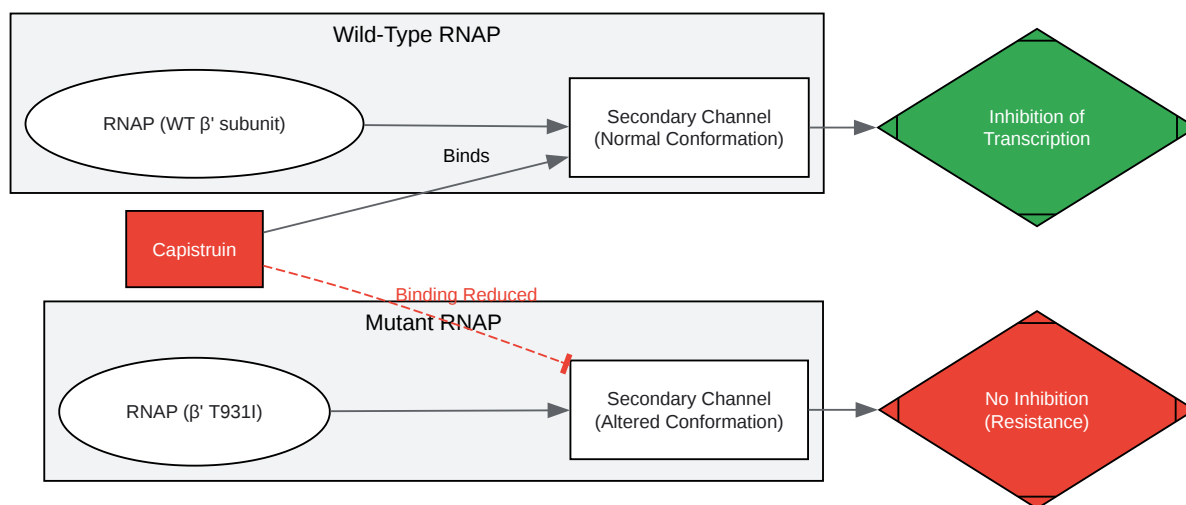 Wild-Type RNAP
RNAP (WT β' subunit)
Secondary Channel
(Normal Conformation)
Inhibition of
Transcription
Binds
Capistruin
Binding Reduced
Mutant RNAP
RNAP (β' T931I)
Secondary Channel
(Altered Conformation)
No Inhibition
(Resistance)